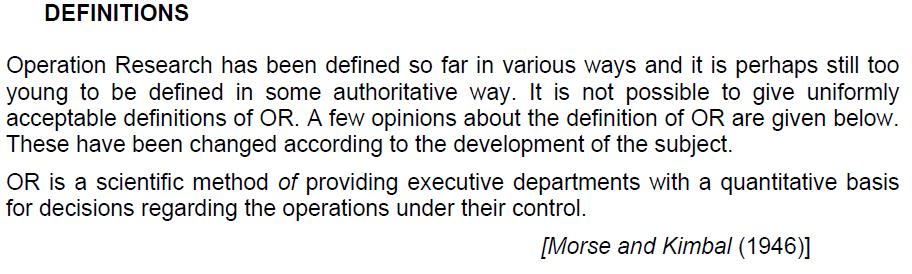 DEFINITIONS
Operation Research has been defined so far in various ways and it is perhaps still too
young to be defined in some authoritative way. It is not possible to give uniformly
acceptable definitions of OR. A few opinions about the definition of OR are given below.
These have been changed according to the development of the subject.
OR is a scientific method of providing executive departments with a quantitative basis
for decisions regarding the operations under their control.
[Morse and Kimbal (1946)]